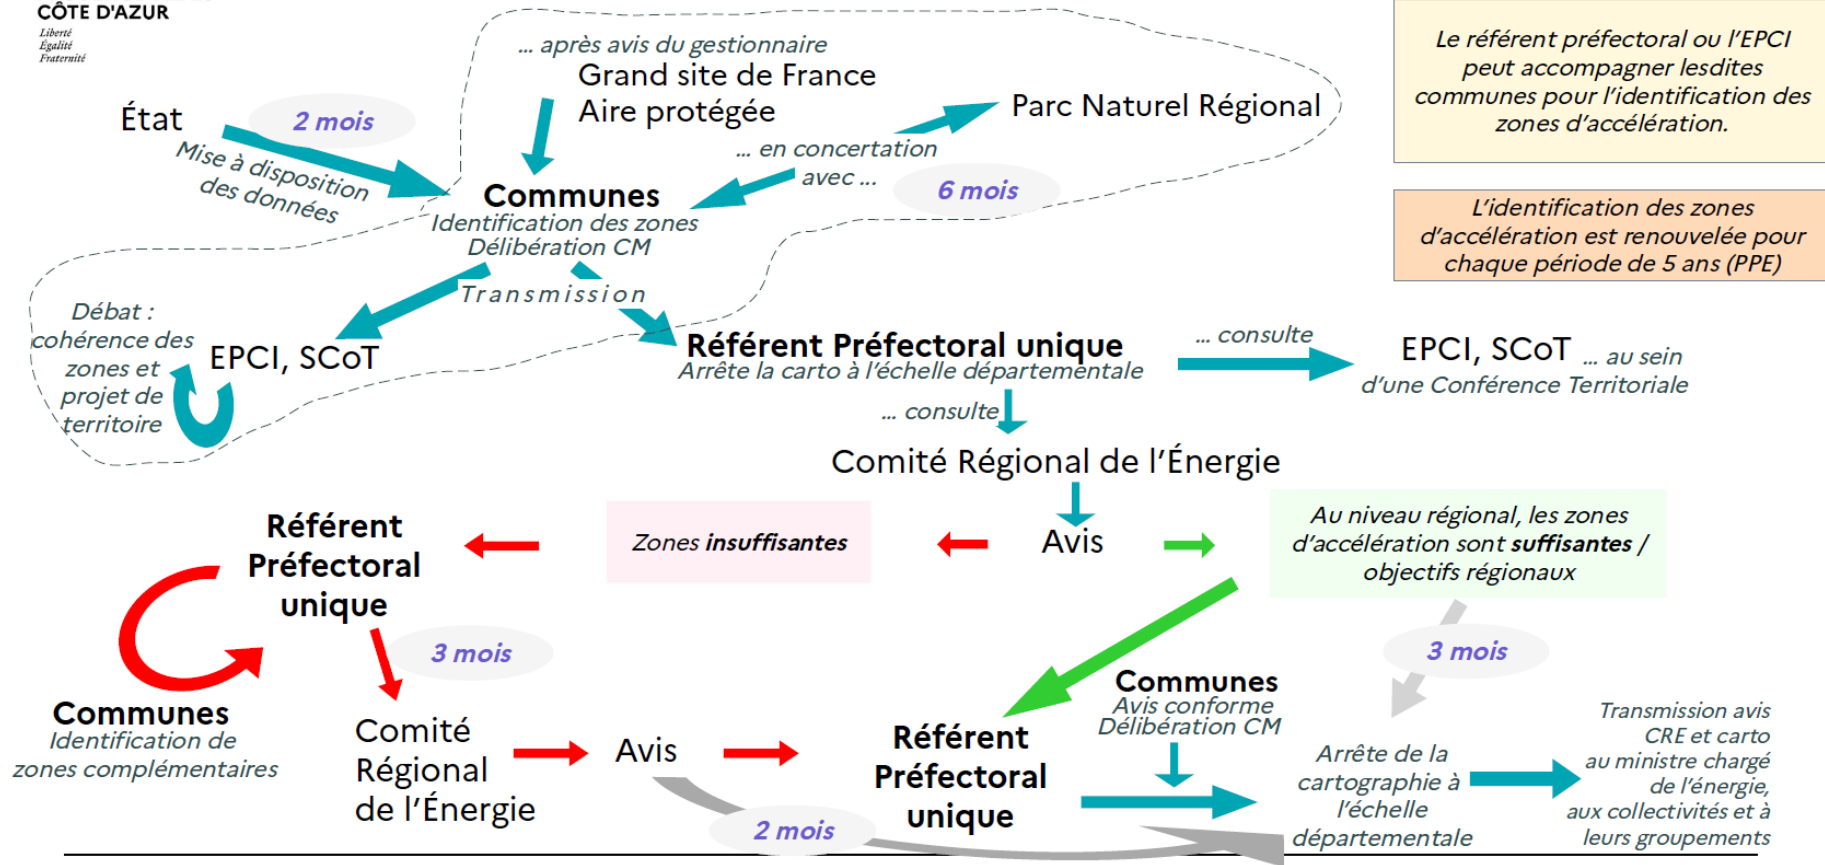 CÔTE D'AZUR
Liberté
Égalité
Fraternité
... après avis du gestionnaire
Grand site de France
Aire protégée
État
2 mois
Mise à disposition
des données
Parc Naturel Régional
... en concertation
avec ...
6 mois
Communes
Identification des zones
Délibération CM
Transmission
Le référent préfectoral ou l'EPCI
peut accompagner lesdites
communes pour l'identification des
zones d'accélération.
L'identification des zones
d'accélération est renouvelée pour
chaque période de 5 ans (PPE)
Débat :
cohérence des
zones et
projet de
territoire
EPCI, SCoT
Référent Préfectoral unique
Arrête la carto à l'échelle départementale
... consulte
EPCI, SCoT ... au sein
d'une Conférence Territoriale
... consulte
Comité Régional de l'Énergie
Avis
Zones insuffisantes
Au niveau régional, les zones
d'accélération sont suffisantes /
objectifs régionaux
Référent
Préfectoral
unique
3 mois
Communes
Identification de
zones complémentaires
Comité
Régional
de l'Énergie
Avis
2 mois
Référent
Préfectoral
unique
Communes
Avis conforme
Délibération CM
3 mois
Arrête de la
cartographie à
l'échelle
départementale
Transmission avis
CRE et carto
au ministre chargé
de l'énergie,
aux collectivités et à
leurs groupements